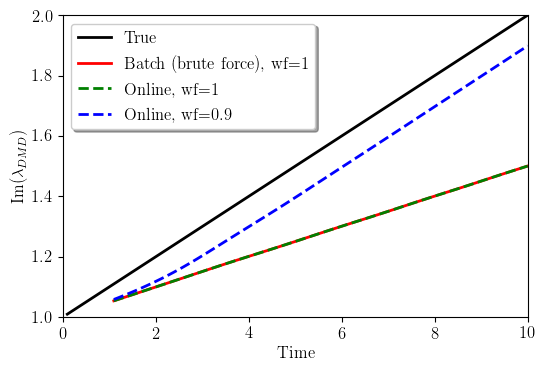 2.0
1.8
1.6
1.4
1.2
1.0
Im(λ_DMD)
True
Batch (brute force), wf=1
Online, wf=1
Online, wf=0.9
0 2 4 6 8 10
Time